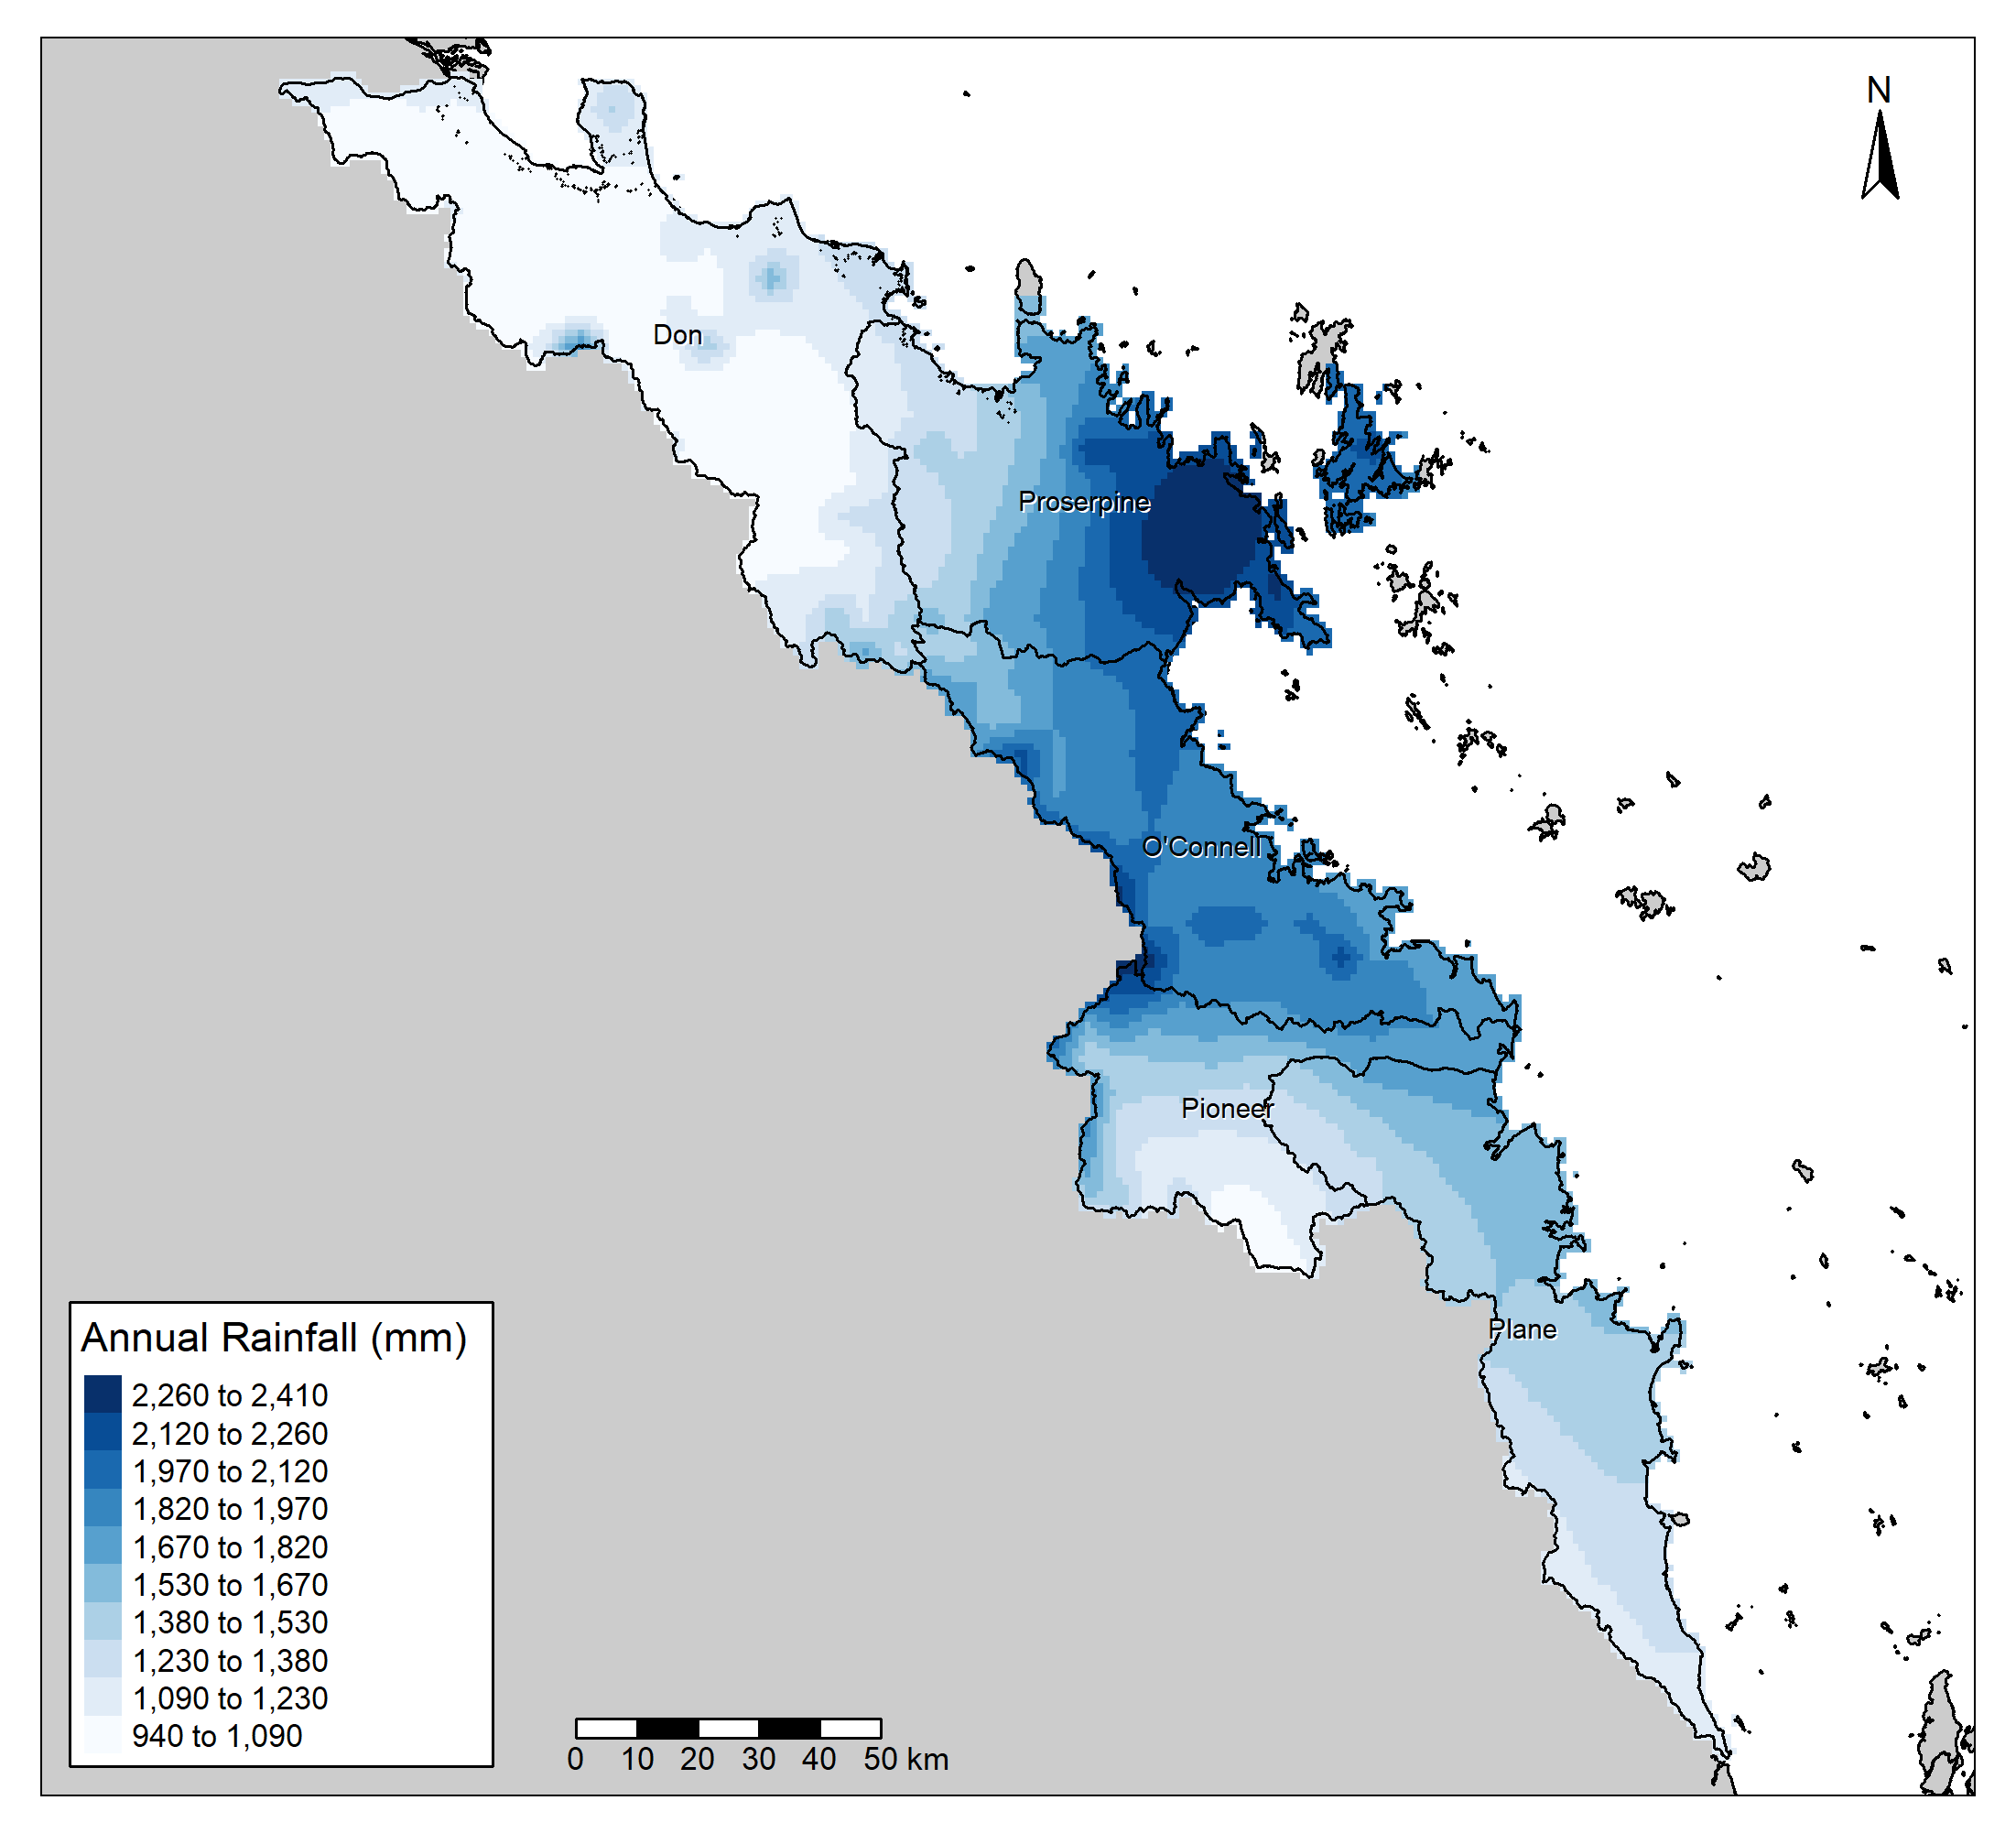 N
Don
Proserpine
O'Connell
Pioneer
Plane
Annual Rainfall (mm)
2,260 to 2,410
2,120 to 2,260
1,970 to 2,120
1,820 to 1,970
1,670 to 1,820
1,530 to 1,670
1,380 to 1,530
1,230 to 1,380
1,090 to 1,230
940 to 1,090
0 10 20 30 40 50 km